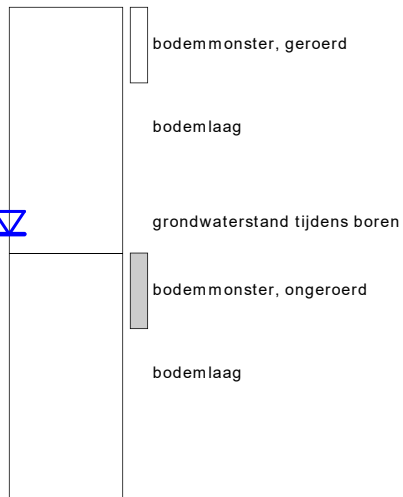 bodemmonster, geroerd
bodemlaag
grondwaterstand tijdens boren
bodemmonster, ongeroerd
bodemlaag